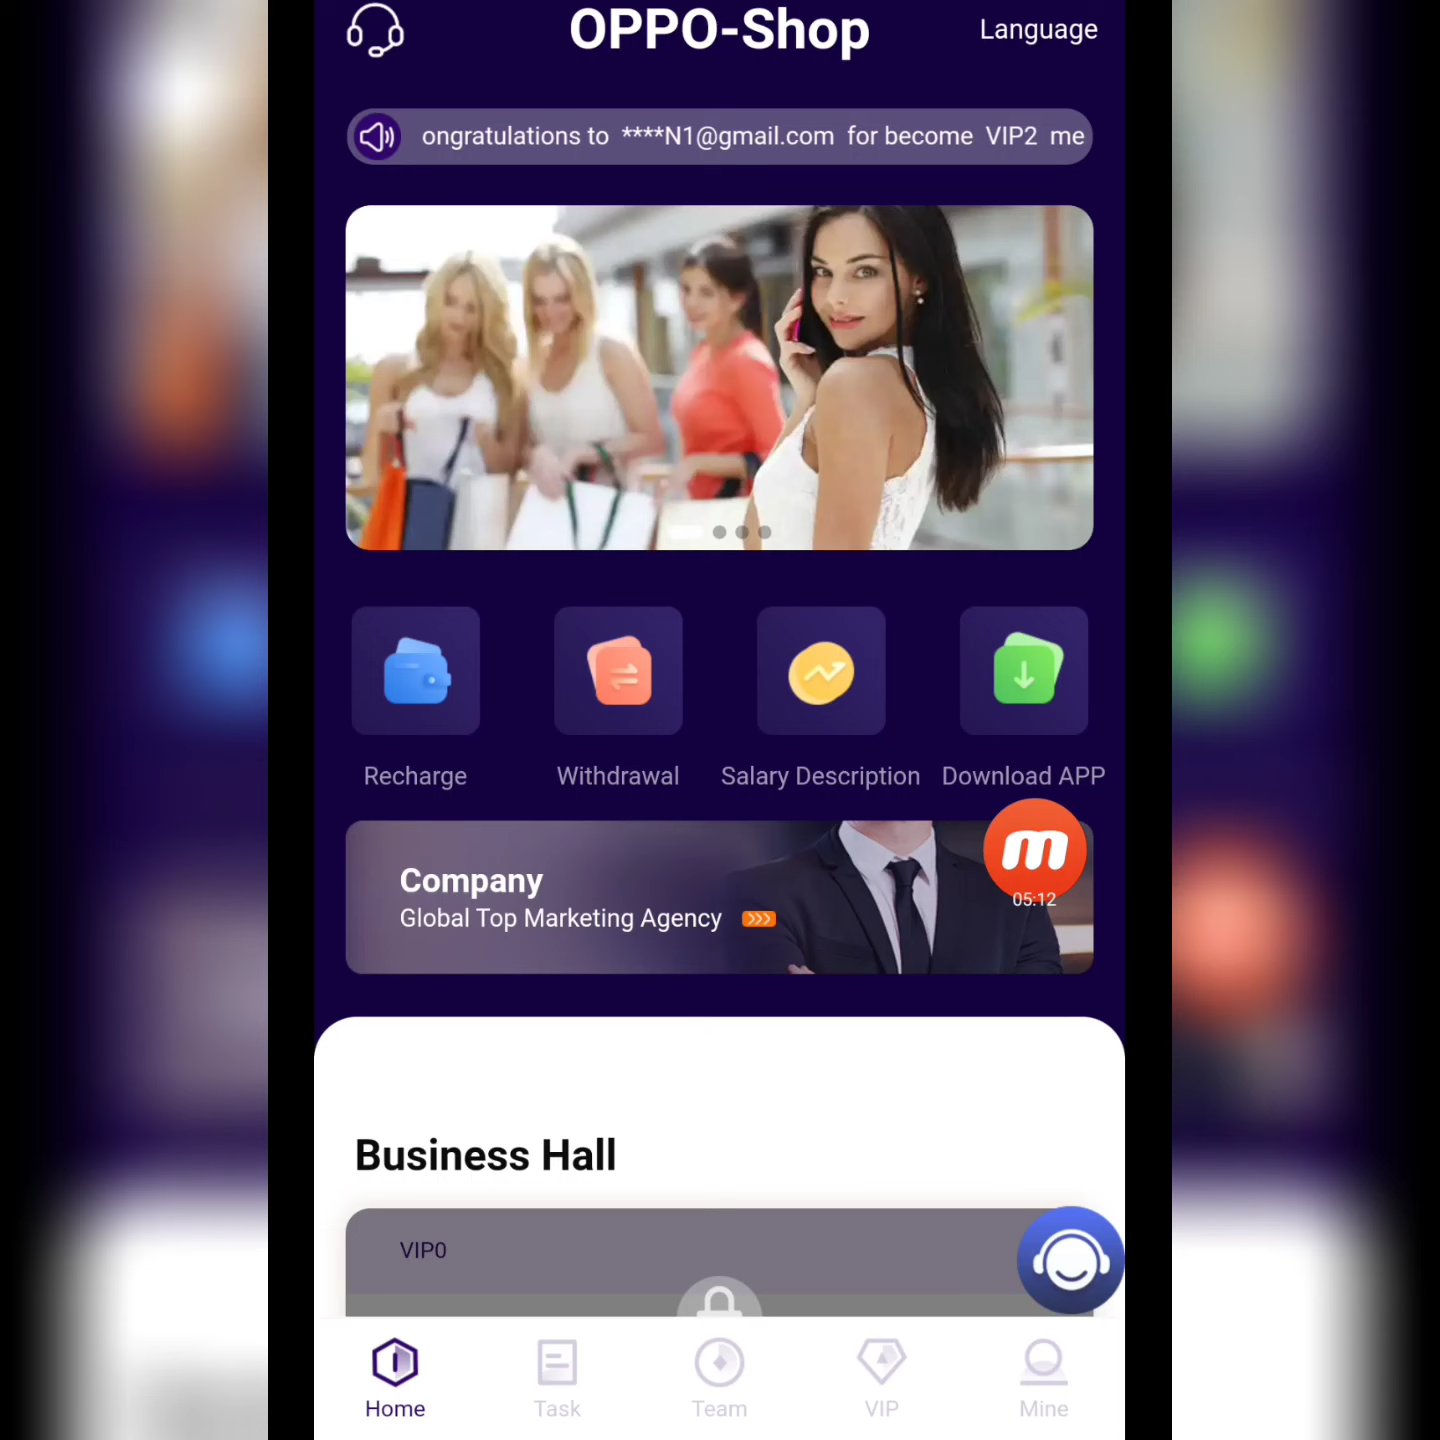 OPPO-Shop
Language
ongratulations to ****N1@gmail.com for become VIP2 me
Recharge
Withdrawal
Salary Description
Download APP
Company
Global Top Marketing Agency
m
05:12
Business Hall
VIP0
Home
Task
Team
VIP
Mine